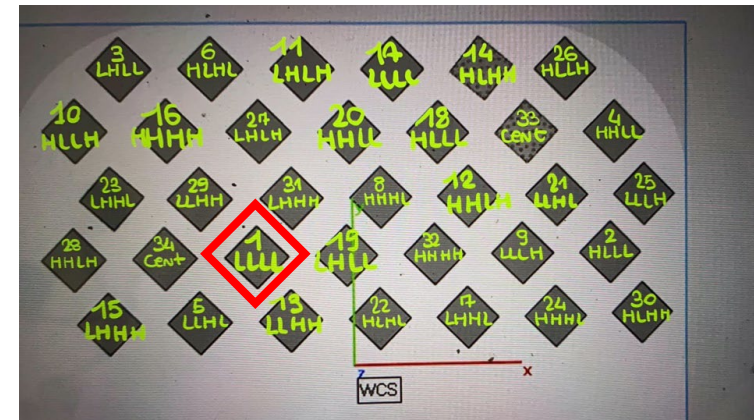 3
LHLL
6
HLHL
11
LHLH
17
LLLL
14
HLHH
26
HLLH
10
HLLH
16
HHHH
27
LHLH
20
HHLL
18
HLLL
33
Cent
4
HHLL
23
LHHL
29
LLHH
31
LHHH
8
HHHL
12
HHLH
21
LLHL
25
LLLH
28
HHLH
34
Cent
1
LLLL
19
LHLL
32
HHHH
9
LLLH
2
HLLL
15
LHHH
5
LLHL
13
LLHH
22
HLHL
7
LHHL
24
HHHL
30
HLHH
y
z
x
WCS